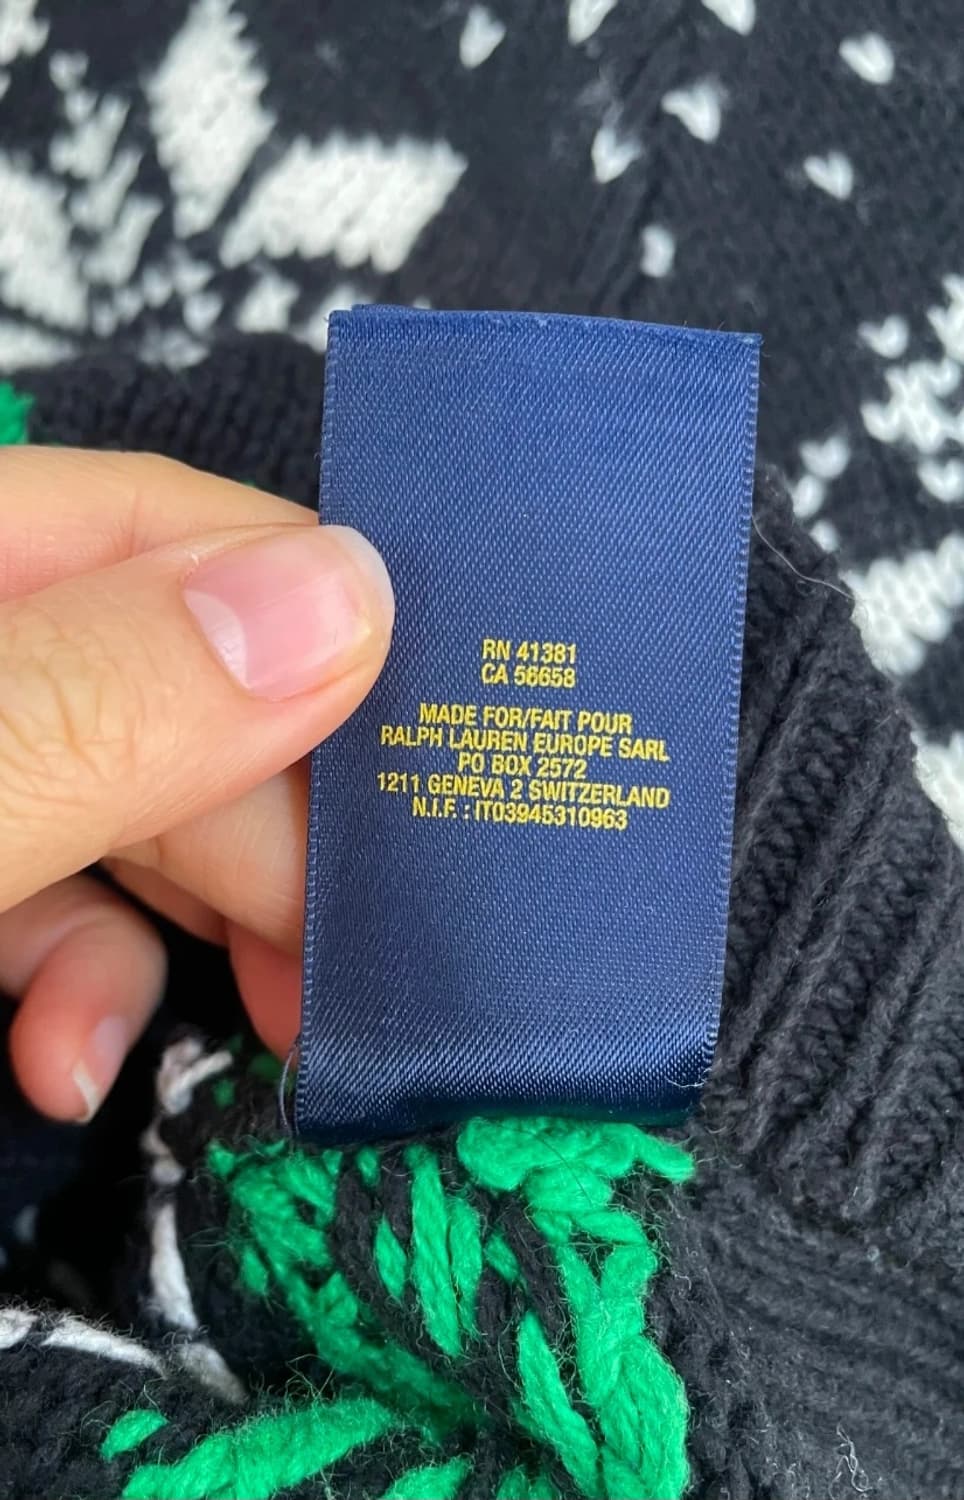 RN 41381
CA 56658
MADE FOR/FAIT POUR
RALPH LAUREN EUROPE SARL
PO BOX 2572
1211 GENEVA 2 SWITZERLAND
N.I.F. : IT03945310963